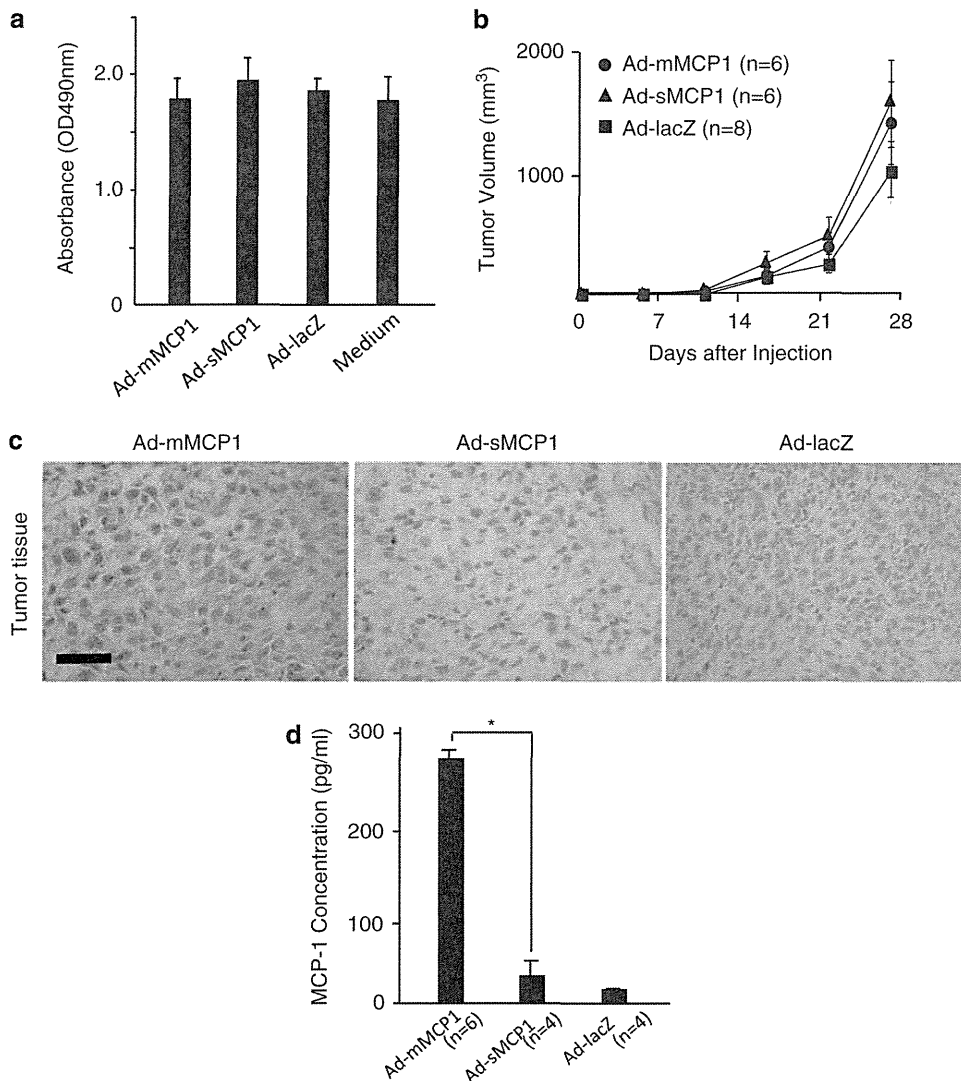 a
Absorbance (OD490nm)
2.0
1.0
0
Ad-mMCP1
Ad-sMCP1
Ad-lacZ
Medium
b
Tumor Volume (mm³)
2000
1000
0
7
14
21
28
Days after Injection
Ad-mMCP1 (n=6)
Ad-sMCP1 (n=6)
Ad-lacZ (n=8)
c
Ad-mMCP1
Ad-sMCP1
Ad-lacZ
Tumor tissue
d
MCP-1 Concentration (pg/ml)
300
200
100
0
*
Ad-mMCP1
(n=6)
Ad-sMCP1
(n=4)
Ad-lacZ
(n=4)